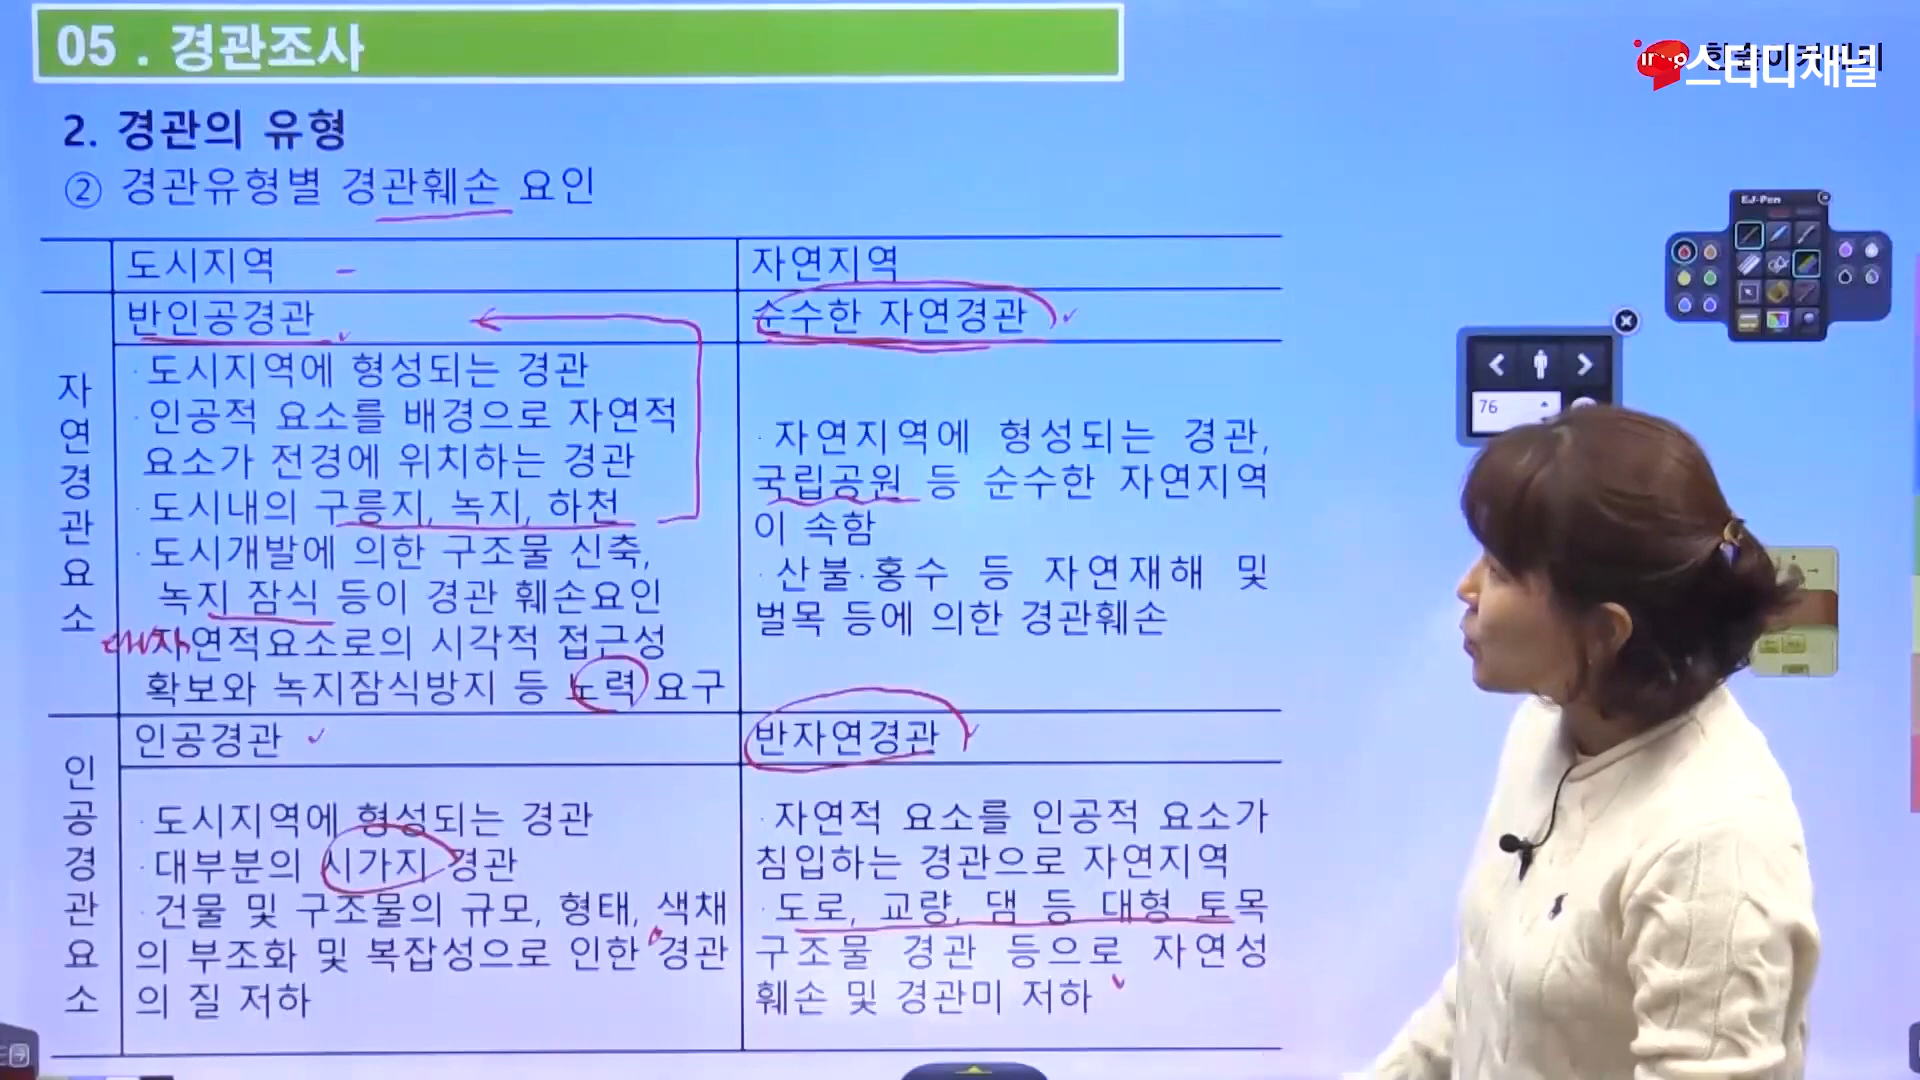 05 . 경관조사
스터디채널
2. 경관의 유형
② 경관유형별 경관훼손 요인
도시지역
자연지역
자연경관요소
반인공경관
순수한 자연경관
· 도시지역에 형성되는 경관
· 인공적 요소를 배경으로 자연적
요소가 전경에 위치하는 경관
· 도시내의 구릉지, 녹지, 하천
· 도시개발에 의한 구조물 신축,
녹지 잠식 등이 경관 훼손요인
자연적요소로의 시각적 접근성
확보와 녹지잠식방지 등 노력 요구
· 자연지역에 형성되는 경관,
국립공원 등 순수한 자연지역
이 속함
· 산불·홍수 등 자연재해 및
벌목 등에 의한 경관훼손
인공경관요소
인공경관
반자연경관
· 도시지역에 형성되는 경관
· 대부분의 시가지 경관
· 건물 및 구조물의 규모, 형태, 색채
의 부조화 및 복잡성으로 인한 경관
의 질 저하
· 자연적 요소를 인공적 요소가
침입하는 경관으로 자연지역
· 도로, 교량, 댐 등 대형 토목
구조물 경관 등으로 자연성
훼손 및 경관미 저하
EJ-Pen
76